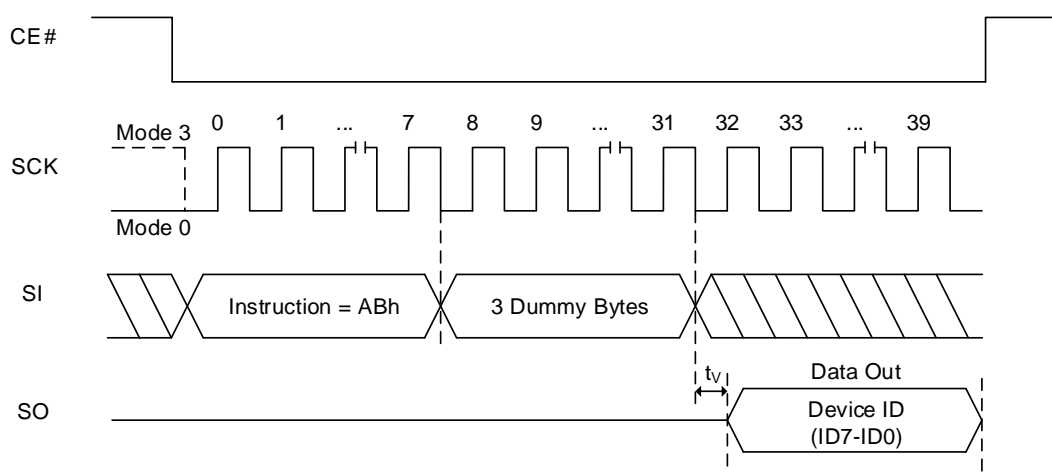 CE#
Mode 3
0 1 ... 7 8 9 ... 31 32 33 ... 39
SCK
Mode 0
SI
Instruction = ABh
3 Dummy Bytes
tV
Data Out
SO
Device ID
(ID7-ID0)